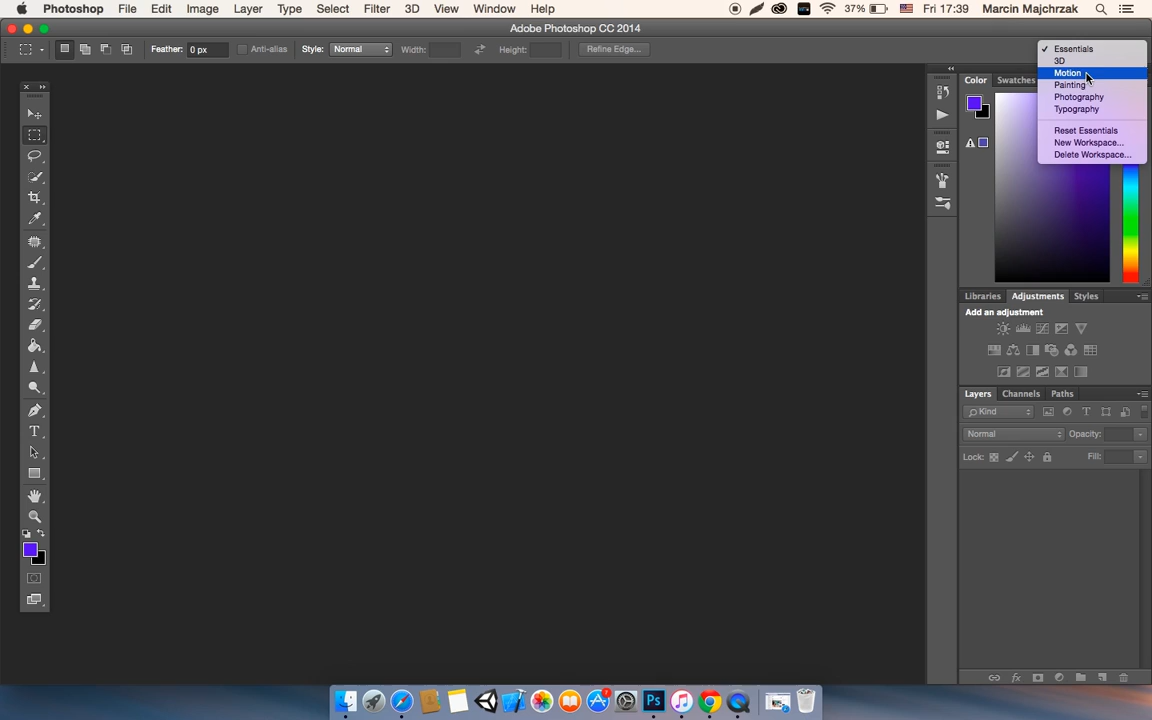 Photoshop File Edit Image Layer Type Select Filter 3D View Window Help 37% Fri 17:39 Marcin Majchrzak
Adobe Photoshop CC 2014
Feather: 0 px Anti-alias Style: Normal Width: Height: Refine Edge...
Essentials
3D
Motion
Painting
Photography
Typography
Reset Essentials
New Workspace...
Delete Workspace...
Color Swatches
Libraries Adjustments Styles
Add an adjustment
Layers Channels Paths
Kind
Normal Opacity:
Lock: Fill: